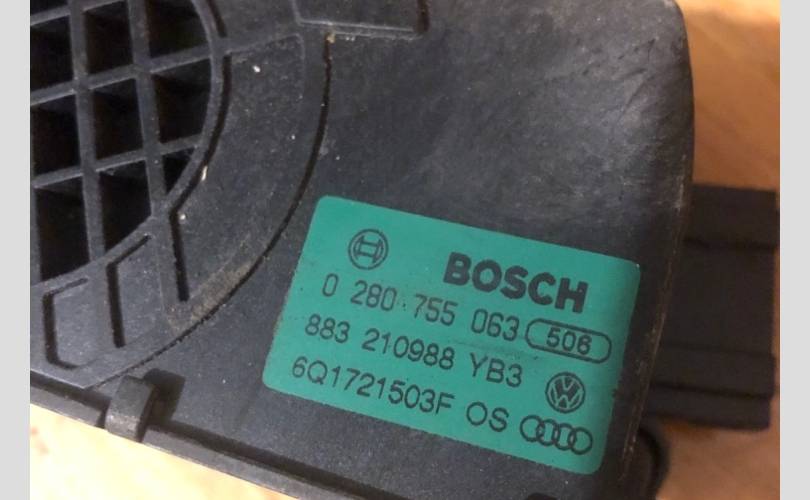 BOSCH
0 280 755 063 506
883 210988 YB3
6Q1721503F OS